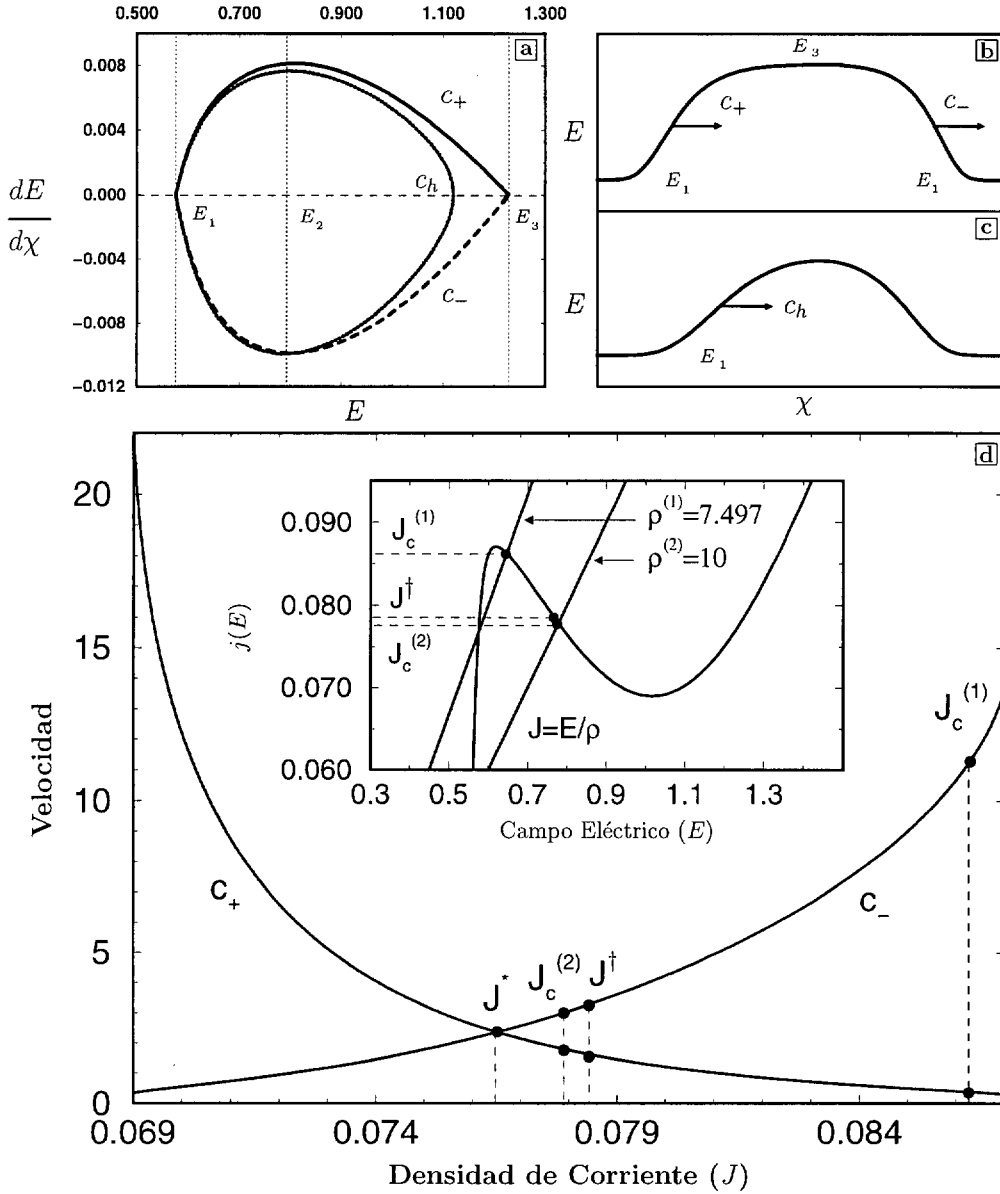 0.500 0.700 0.900 1.100 1.300
a
0.008
0.004
0.000
-0.004
-0.008
-0.012
dE
dχ
C+
Ch
E1
E2
E3
C-
E
b
E3
C+
C-
E
E1
E1
c
E
Ch
E1
χ
d
20
15
10
5
0
Velocidad
0.090
0.080
0.070
0.060
j(E)
Jc(1)
J†
Jc(2)
ρ(1)=7.497
ρ(2)=10
J=E/ρ
0.3 0.5 0.7 0.9 1.1 1.3
Campo Eléctrico (E)
Jc(1)
C+
C-
J*
Jc(2)
J†
0.069 0.074 0.079 0.084
Densidad de Corriente (J)